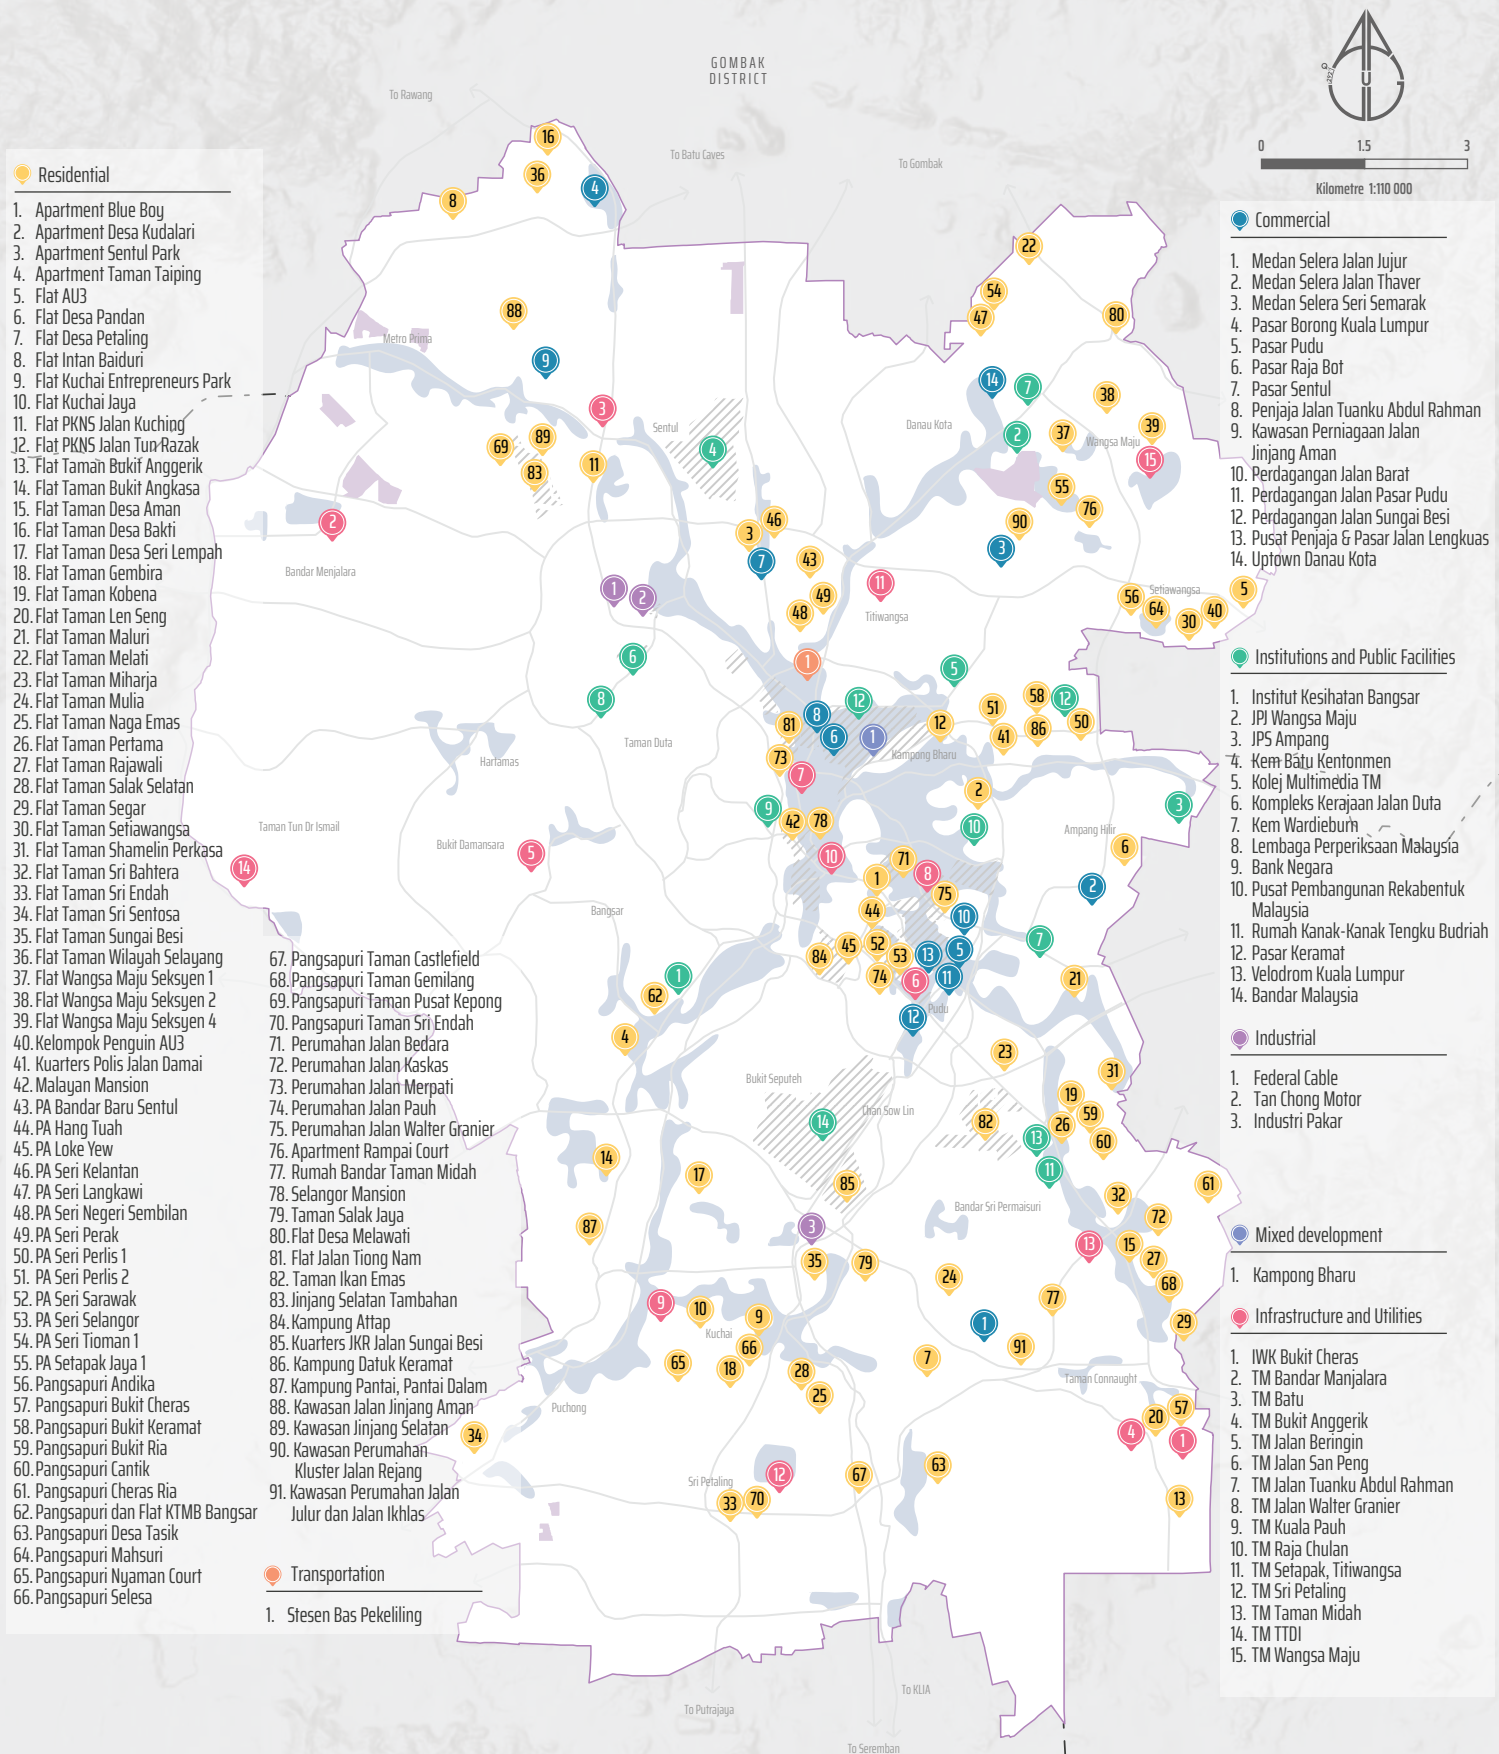 GOMBAK
DISTRICT
To Rawang
To Batu Caves
To Gombak
0 1.5 3
Kilometre 1:110 000
Residential
1. Apartment Blue Boy
2. Apartment Desa Kudalari
3. Apartment Sentul Park
4. Apartment Taman Taiping
5. Flat AU3
6. Flat Desa Pandan
7. Flat Desa Petaling
8. Flat Intan Baiduri
9. Flat Kuchai Entrepreneurs Park
10. Flat Kuchai Jaya
11. Flat PKNS Jalan Kuching
12. Flat PKNS Jalan Tun Razak
13. Flat Taman Bukit Anggerik
14. Flat Taman Bukit Angkasa
15. Flat Taman Desa Aman
16. Flat Taman Desa Bakti
17. Flat Taman Desa Seri Lempah
18. Flat Taman Gembira
19. Flat Taman Kobena
20. Flat Taman Len Seng
21. Flat Taman Maluri
22. Flat Taman Melati
23. Flat Taman Miharja
24. Flat Taman Mulia
25. Flat Taman Naga Emas
26. Flat Taman Pertama
27. Flat Taman Rajawali
28. Flat Taman Salak Selatan
29. Flat Taman Segar
30. Flat Taman Setiawangsa
31. Flat Taman Shamelin Perkasa
32. Flat Taman Sri Bahtera
33. Flat Taman Sri Endah
34. Flat Taman Sri Sentosa
35. Flat Taman Sungai Besi
36. Flat Taman Wilayah Selayang
37. Flat Wangsa Maju Seksyen 1
38. Flat Wangsa Maju Seksyen 2
39. Flat Wangsa Maju Seksyen 4
40. Kelompok Penguin AU3
41. Kuarters Polis Jalan Damai
42. Malayan Mansion
43. PA Bandar Baru Sentul
44. PA Hang Tuah
45. PA Loke Yew
46. PA Seri Kelantan
47. PA Seri Langkawi
48. PA Seri Negeri Sembilan
49. PA Seri Perak
50. PA Seri Perlis 1
51. PA Seri Perlis 2
52. PA Seri Sarawak
53. PA Seri Selangor
54. PA Seri Tioman 1
55. PA Setapak Jaya 1
56. Pangsapuri Andika
57. Pangsapuri Bukit Cheras
58. Pangsapuri Bukit Keramat
59. Pangsapuri Bukit Ria
60. Pangsapuri Cantik
61. Pangsapuri Cheras Ria
62. Pangsapuri dan Flat KTMB Bangsar
63. Pangsapuri Desa Tasik
64. Pangsapuri Mahsuri
65. Pangsapuri Nyaman Court
66. Pangsapuri Selesa
67. Pangsapuri Taman Castlefield
68. Pangsapuri Taman Gemilang
69. Pangsapuri Taman Pusat Kepong
70. Pangsapuri Taman Sri Endah
71. Perumahan Jalan Bedara
72. Perumahan Jalan Kaskas
73. Perumahan Jalan Merpati
74. Perumahan Jalan Pauh
75. Perumahan Jalan Walter Granier
76. Apartment Rampai Court
77. Rumah Bandar Taman Midah
78. Selangor Mansion
79. Taman Salak Jaya
80. Flat Desa Melawati
81. Flat Jalan Tiong Nam
82. Taman Ikan Emas
83. Jinjang Selatan Tambahan
84. Kampung Attap
85. Kuarters JKR Jalan Sungai Besi
86. Kampung Datuk Keramat
87. Kampung Pantai, Pantai Dalam
88. Kawasan Jalan Jinjang Aman
89. Kawasan Jinjang Selatan
90. Kawasan Perumahan
Kluster Jalan Rejang
91. Kawasan Perumahan Jalan
Julur dan Jalan Ikhlas
Transportation
1. Stesen Bas Pekeliling
Commercial
1. Medan Selera Jalan Jujur
2. Medan Selera Jalan Thaver
3. Medan Selera Seri Semarak
4. Pasar Borong Kuala Lumpur
5. Pasar Pudu
6. Pasar Raja Bot
7. Pasar Sentul
8. Penjaja Jalan Tuanku Abdul Rahman
9. Kawasan Perniagaan Jalan
Jinjang Aman
10. Perdagangan Jalan Barat
11. Perdagangan Jalan Pasar Pudu
12. Perdagangan Jalan Sungai Besi
13. Pusat Penjaja & Pasar Jalan Lengkuas
14. Uptown Danau Kota
Institutions and Public Facilities
1. Institut Kesihatan Bangsar
2. JPJ Wangsa Maju
3. JPS Ampang
4. Kem Batu Kentonmen
5. Kolej Multimedia TM
6. Kompleks Kerajaan Jalan Duta
7. Kem Wardieburn
8. Lembaga Perperiksaan Malaysia
9. Bank Negara
10. Pusat Pembangunan Rekabentuk
Malaysia
11. Rumah Kanak-Kanak Tengku Budriah
12. Pasar Keramat
13. Velodrom Kuala Lumpur
14. Bandar Malaysia
Industrial
1. Federal Cable
2. Tan Chong Motor
3. Industri Pakar
Mixed development
1. Kampong Bharu
Infrastructure and Utilities
1. IWK Bukit Cheras
2. TM Bandar Manjalara
3. TM Batu
4. TM Bukit Anggerik
5. TM Jalan Beringin
6. TM Jalan San Peng
7. TM Jalan Tuanku Abdul Rahman
8. TM Jalan Walter Granier
9. TM Kuala Pauh
10. TM Raja Chulan
11. TM Setapak, Titiwangsa
12. TM Sri Petaling
13. TM Taman Midah
14. TM TTDI
15. TM Wangsa Maju
Metro Prima
Sentul
Danau Kota
Wangsa Maju
Bandar Menjalara
Titiwangsa
Setiawangsa
Taman Duta
Hartamas
Kampong Bharu
Taman Tun Dr Ismail
Bukit Damansara
Ampang Hilir
Bangsar
Pudu
Bukit Seputeh
Chan Sow Lin
Bandar Sri Permaisuri
Kuchai
Taman Connaught
Puchong
Sri Petaling
To KLIA
To Putrajaya
To Seremban